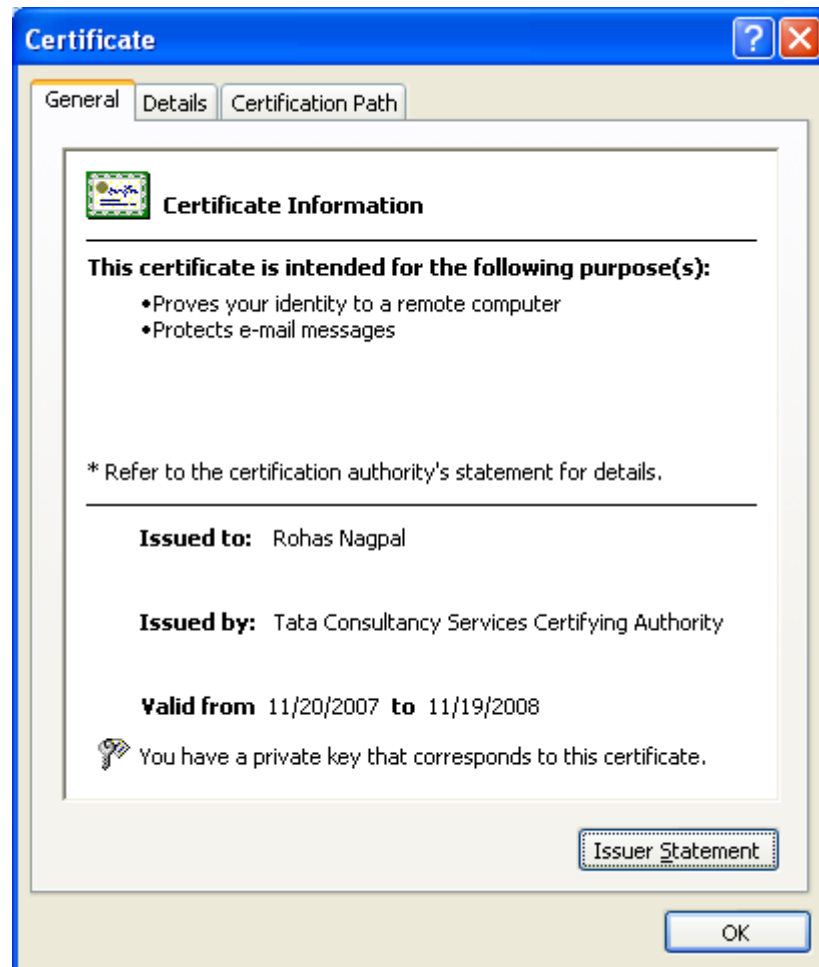 Certificate
General Details Certification Path
Certificate Information
This certificate is intended for the following purpose(s):
•Proves your identity to a remote computer
•Protects e-mail messages
* Refer to the certification authority's statement for details.
Issued to: Rohas Nagpal
Issued by: Tata Consultancy Services Certifying Authority
Valid from 11/20/2007 to 11/19/2008
You have a private key that corresponds to this certificate.
Issuer Statement
OK